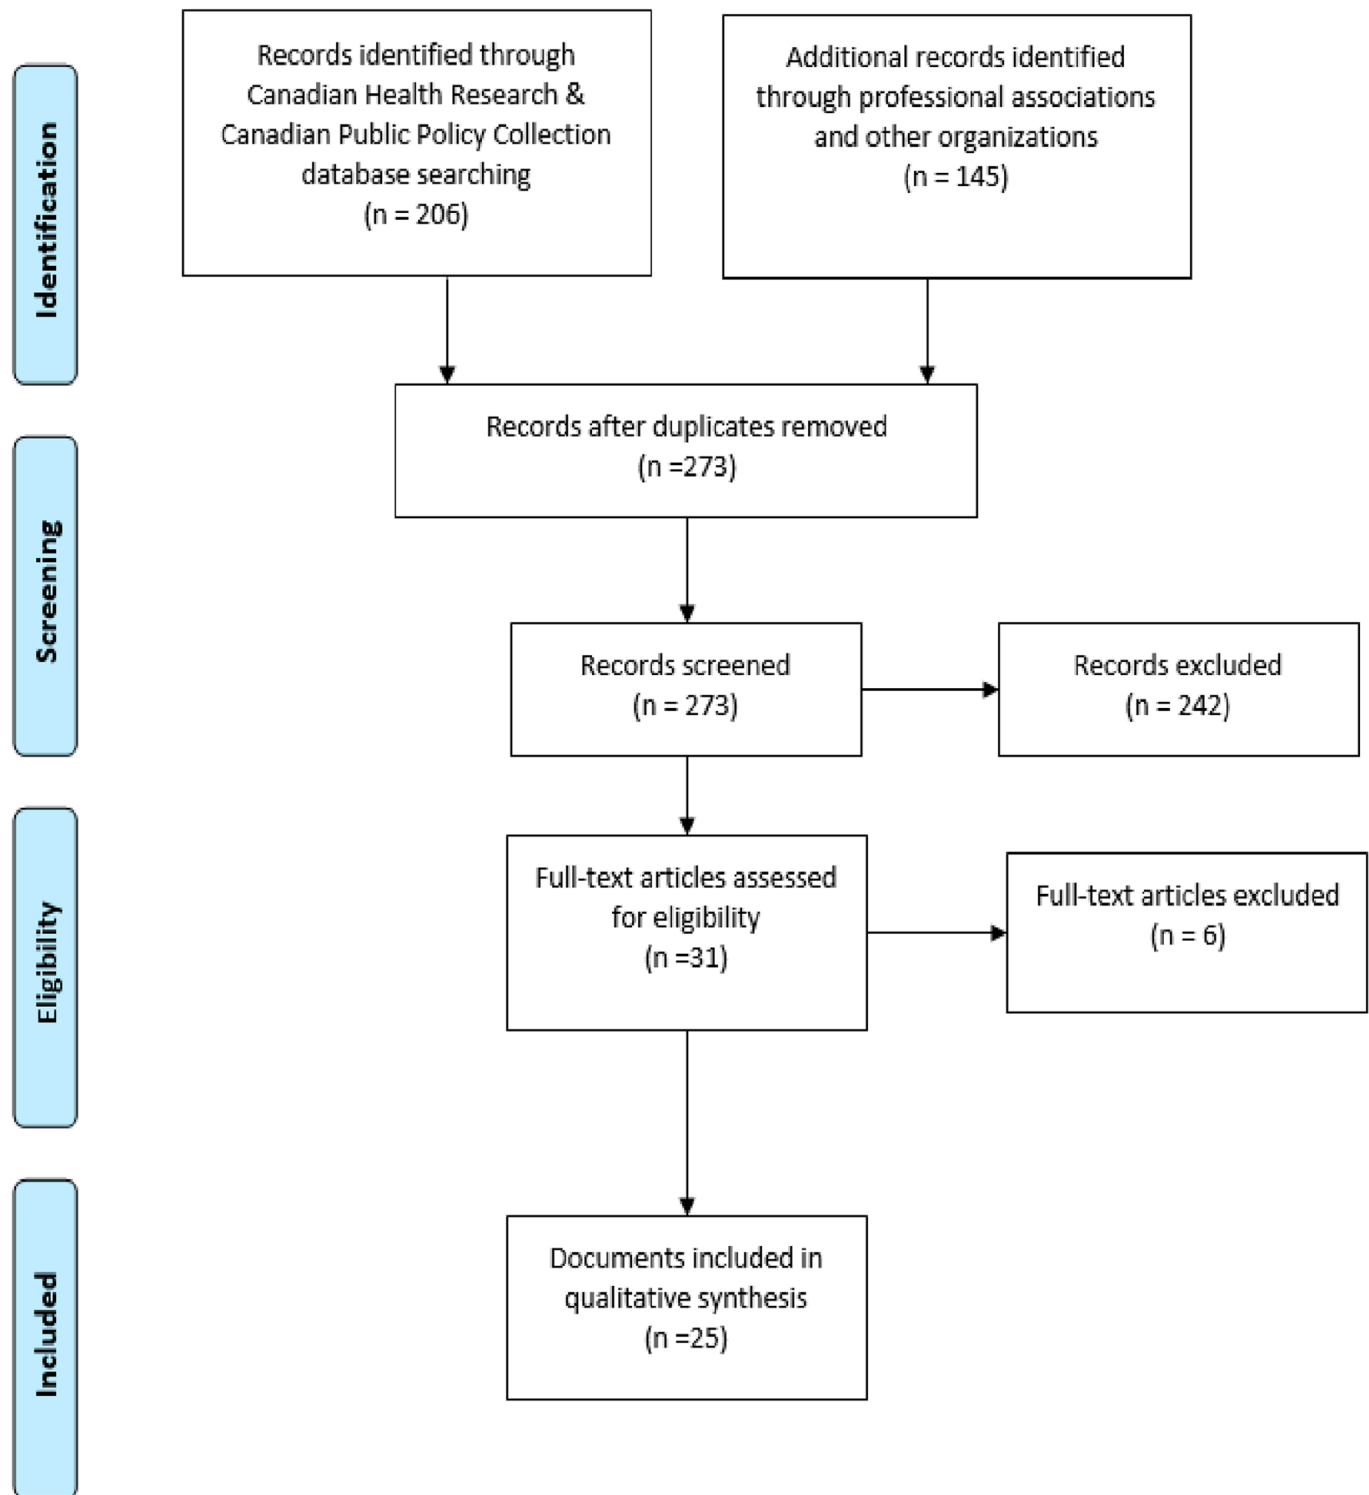 Identification
Records identified through
Canadian Health Research &
Canadian Public Policy Collection
database searching
(n = 206)
Additional records identified
through professional associations
and other organizations
(n = 145)
Records after duplicates removed
(n =273)
Screening
Records screened
(n = 273)
Records excluded
(n = 242)
Eligibility
Full-text articles assessed
for eligibility
(n =31)
Full-text articles excluded
(n = 6)
Included
Documents included in
qualitative synthesis
(n =25)